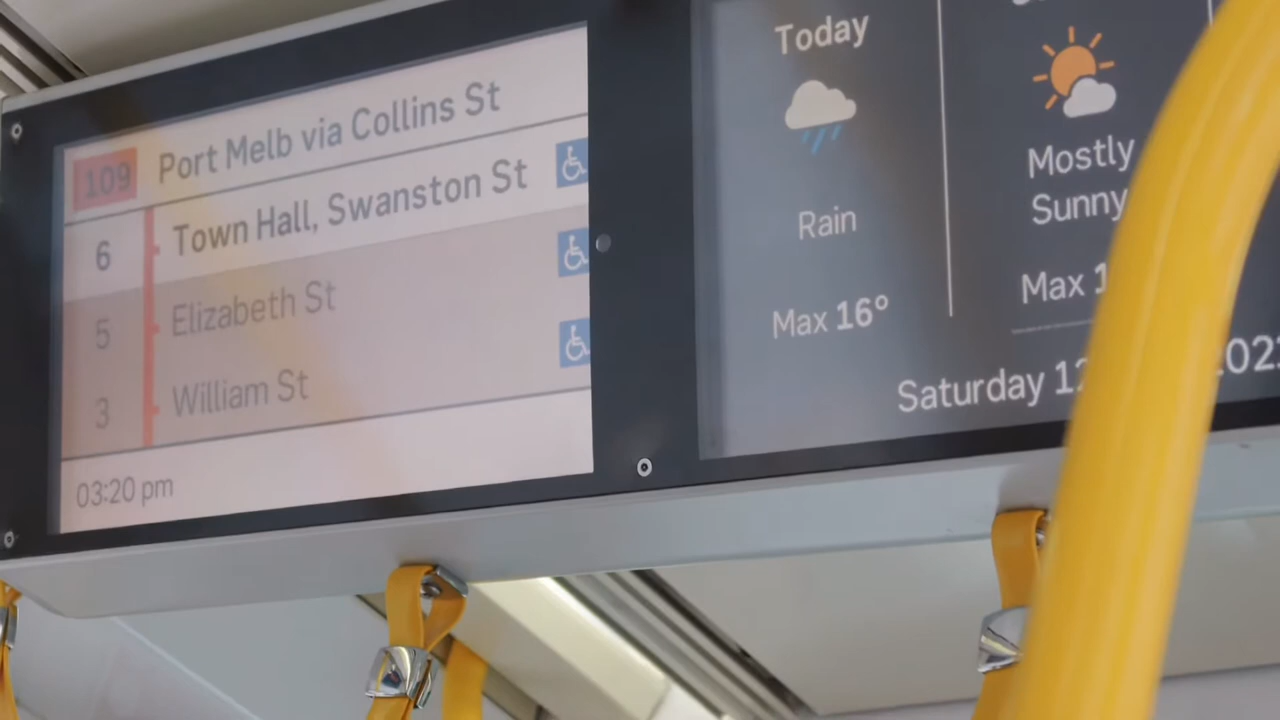 109 Port Melb via Collins St
6 Town Hall, Swanston St
5 Elizabeth St
3 William St
03:20 pm
Today
Rain
Max 16°
Mostly
Sunny
Max
Saturday